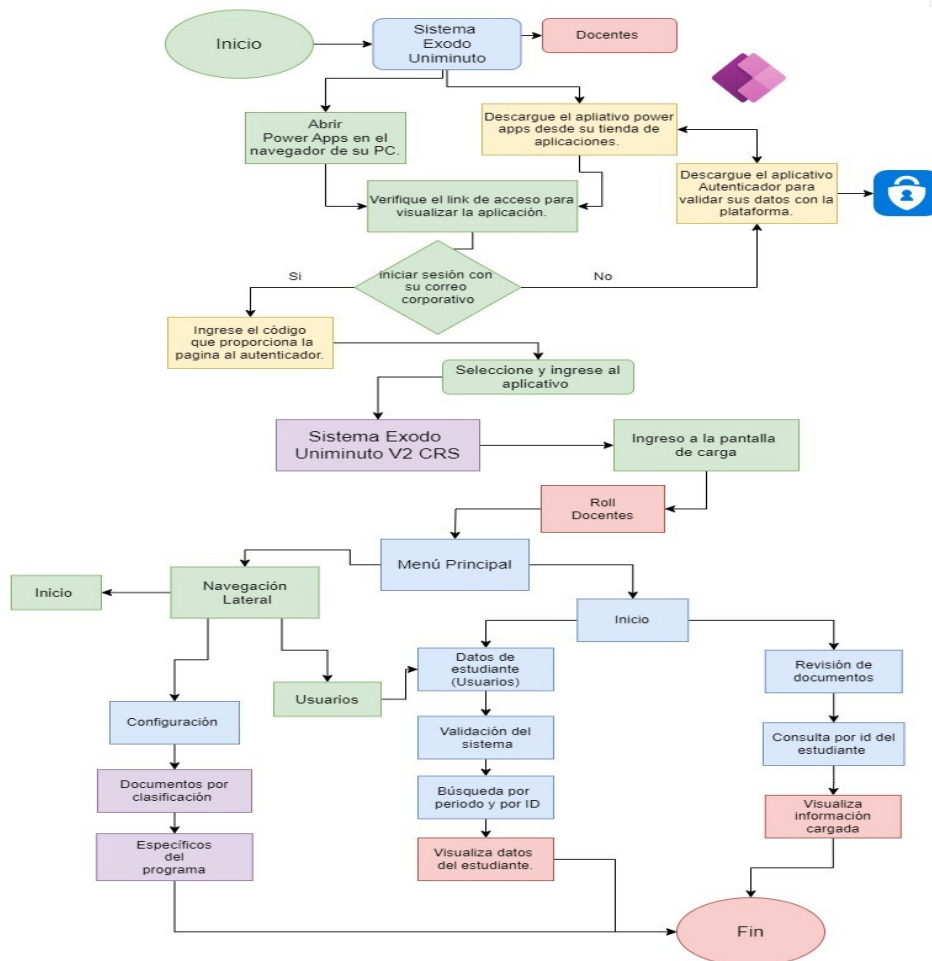 Inicio
Sistema
Exodo
Uniminuto
Docentes
Abrir
Power Apps en el
navegador de su PC.
Descargue el apliativo power
apps desde su tienda de
aplicaciones.
Descargue el aplicativo
Autenticador para
validar sus datos con la
plataforma.
Verifique el link de acceso para
visualizar la aplicación.
Si
iniciar sesión con
su correo
corporativo
No
Ingrese el código
que proporciona la
pagina al autenticador.
Seleccione y ingrese al
aplicativo
Sistema Exodo
Uniminuto V2 CRS
Ingreso a la pantalla
de carga
Roll
Docentes
Menú Principal
Inicio
Navegación
Lateral
Inicio
Datos de
estudiante
(Usuarios)
Revisión de
documentos
Usuarios
Configuración
Validación del
sistema
Consulta por id del
estudiante
Documentos por
clasificación
Búsqueda por
periodo y por ID
Visualiza
información
cargada
Específicos
del
programa
Visualiza datos
del estudiante.
Fin